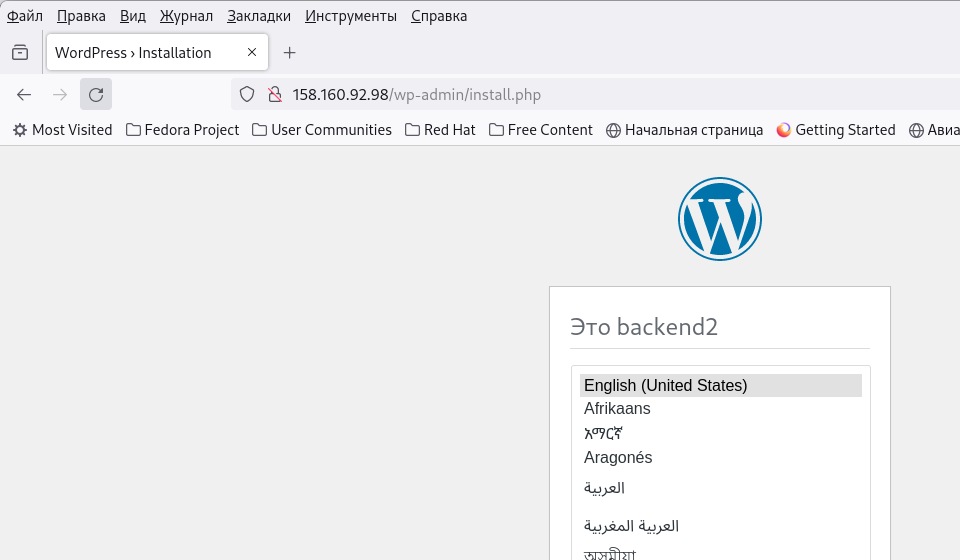 Файл Правка Вид Журнал Закладки Инструменты Справка
WordPress › Installation
158.160.92.98/wp-admin/install.php
Most Visited Fedora Project User Communities Red Hat Free Content Начальная страница Getting Started Авиа
Это backend2
English (United States)
Afrikaans
አማርኛ
Aragonés
العربية
العربية المغربية
অসমীয়া